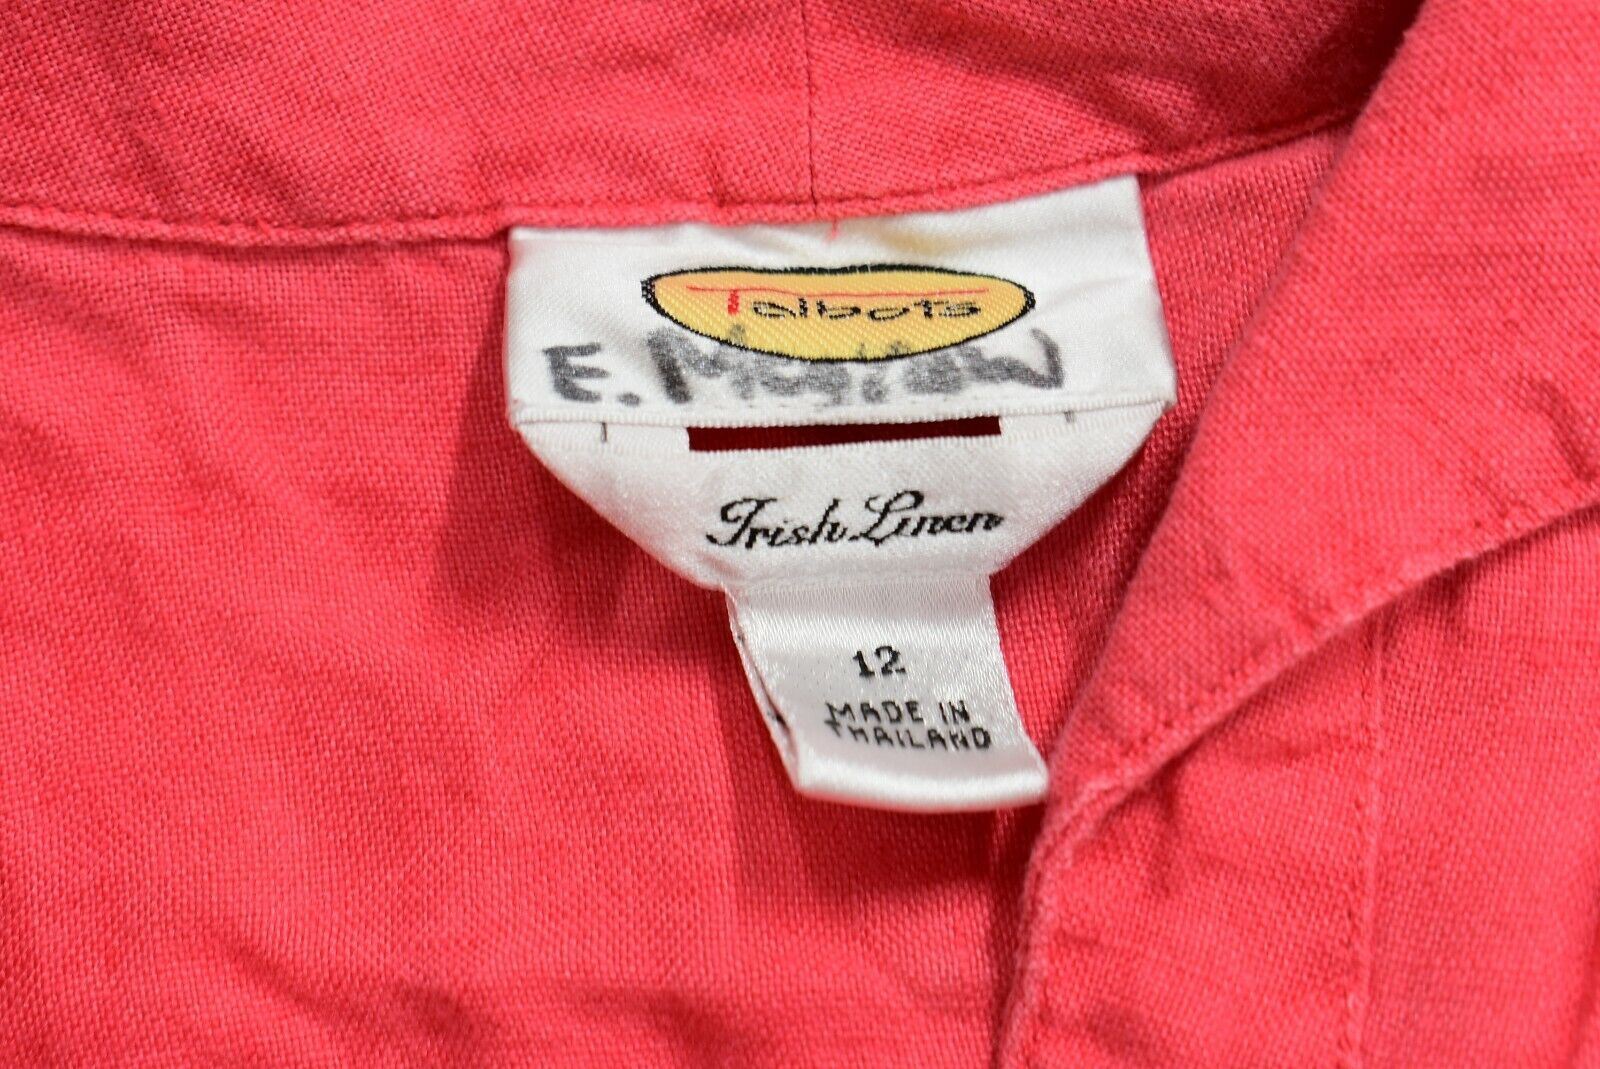 Talbots
E.
Irish Linen
12
MADE IN
THAILAND